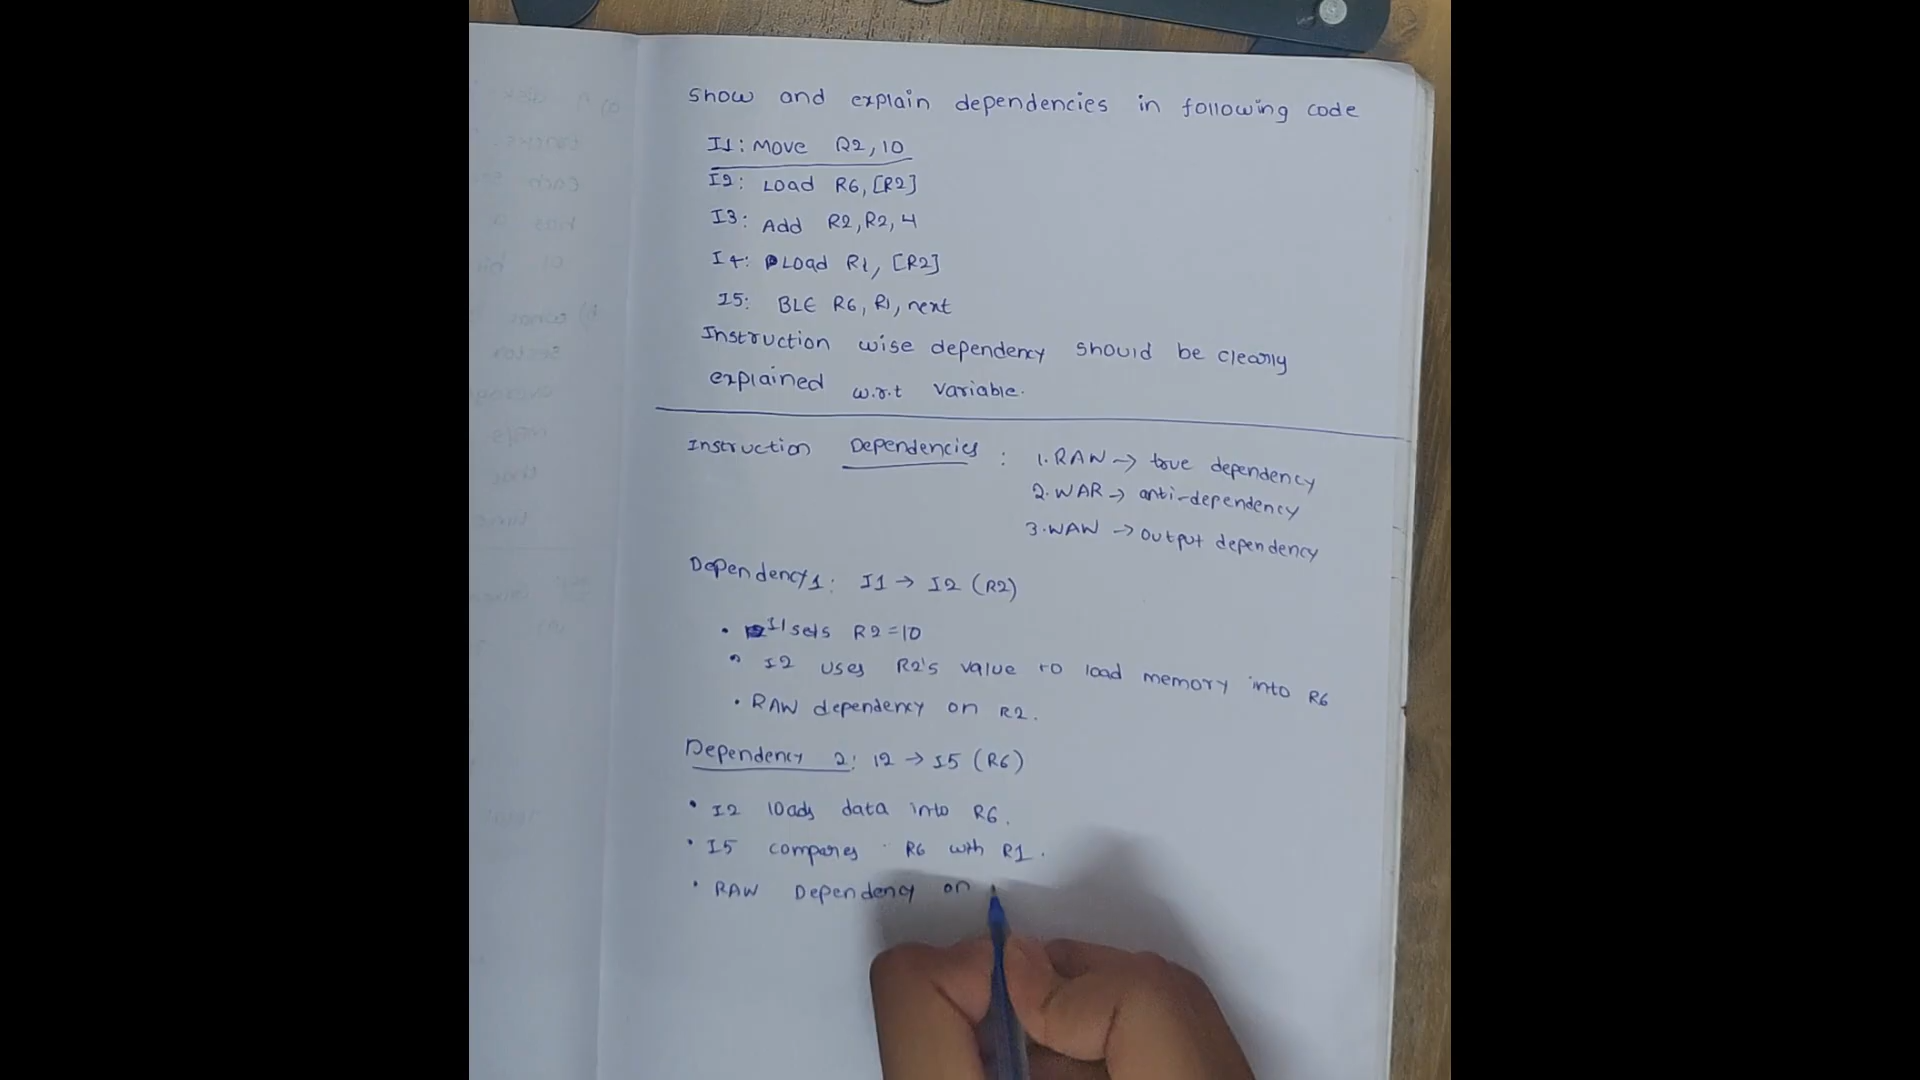 Show and explain dependencies in following code
I1: Move R2, 10
I2: Load R6, [R2]
I3: Add R2, R2, 4
I4: Load R1, [R2]
I5: BLE R6, R1, next
Instruction wise dependency should be clearly
explained w.r.t variable.
Instruction Dependencies : 1. RAW → true dependency
2. WAR → anti-dependency
3. WAW → output dependency
Dependency 1: I1 → I2 (R2)
• I1 sets R2 = 10
• I2 uses R2's value to load memory into R6
• RAW dependency on R2.
Dependency 2: I2 → I5 (R6)
• I2 loads data into R6.
• I5 compares R6 with R1.
• RAW Dependency on